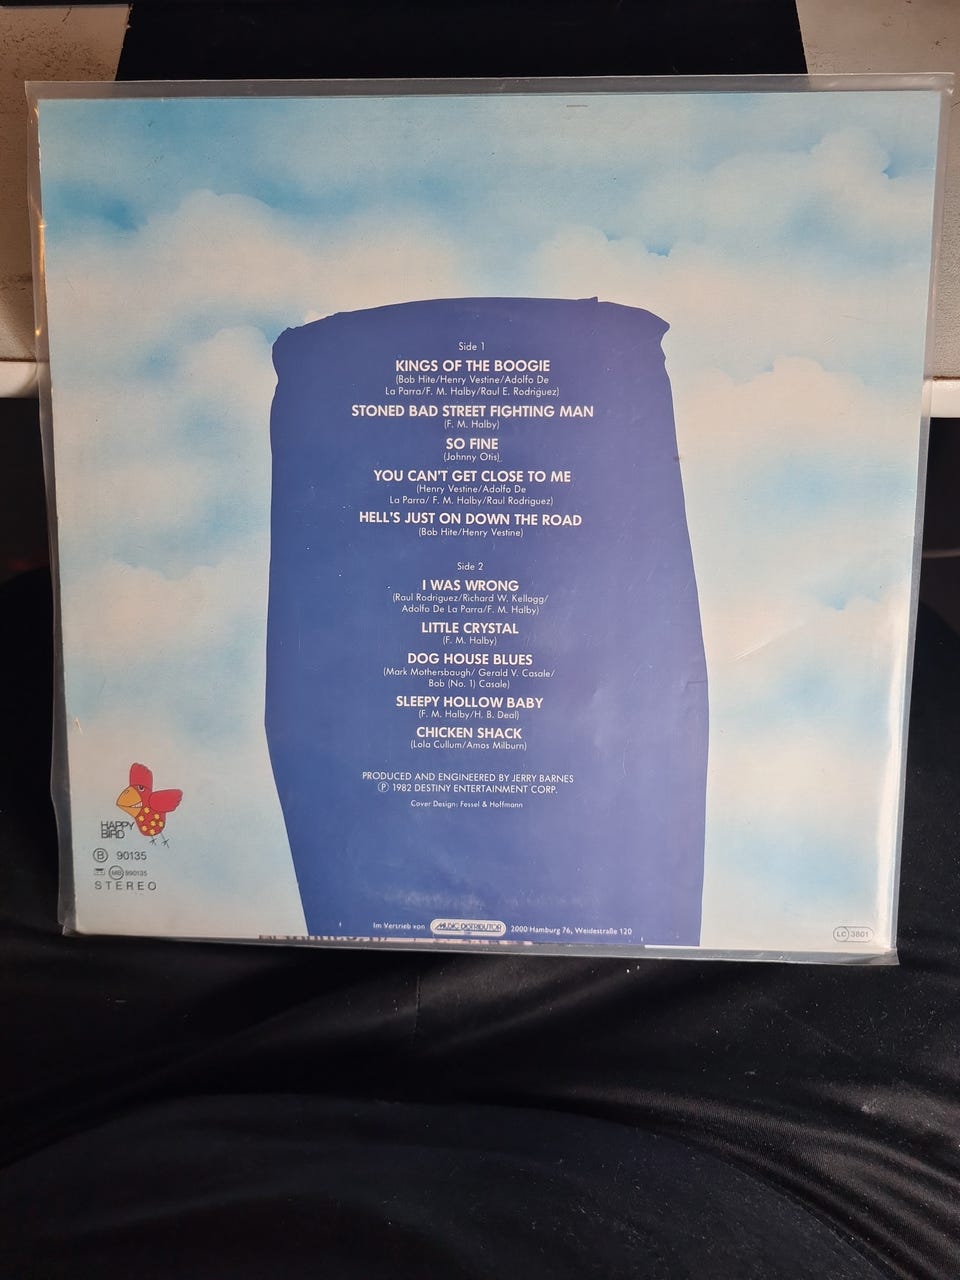 Side 1
KINGS OF THE BOOGIE
(Bob Hite/Henry Vestine/Adolfo De
La Parra/F. M. Halby/Raul E. Rodriguez)
STONED BAD STREET FIGHTING MAN
(F. M. Halby)
SO FINE
(Johnny Otis)
YOU CAN'T GET CLOSE TO ME
(Henry Vestine/Adolfo De
La Parra/ F. M. Halby/Raul Rodriguez)
HELL'S JUST ON DOWN THE ROAD
(Bob Hite/Henry Vestine)
Side 2
I WAS WRONG
(Raul Rodriguez/Richard W. Kellogg/
Adolfo De La Parra/F. M. Halby)
LITTLE CRYSTAL
(F. M. Halby)
DOG HOUSE BLUES
(Mark Mothersbaugh/ Gerald V. Casale/
Bob (No. 1) Casale)
SLEEPY HOLLOW BABY
(F. M. Halby/H. B. Deal)
CHICKEN SHACK
(Lola Cullum/Amos Milburn)
PRODUCED AND ENGINEERED BY JERRY BARNES
Ⓟ 1982 DESTINY ENTERTAINMENT CORP.
Cover Design: Fessel & Hoffmann
HAPPY
BIRD
Ⓑ 90135
MB 990135
STEREO
Im Vertrieb von MUSIC DISTRIBUTOR 2000 Hamburg 76, Weidestraße 120
LC 3801